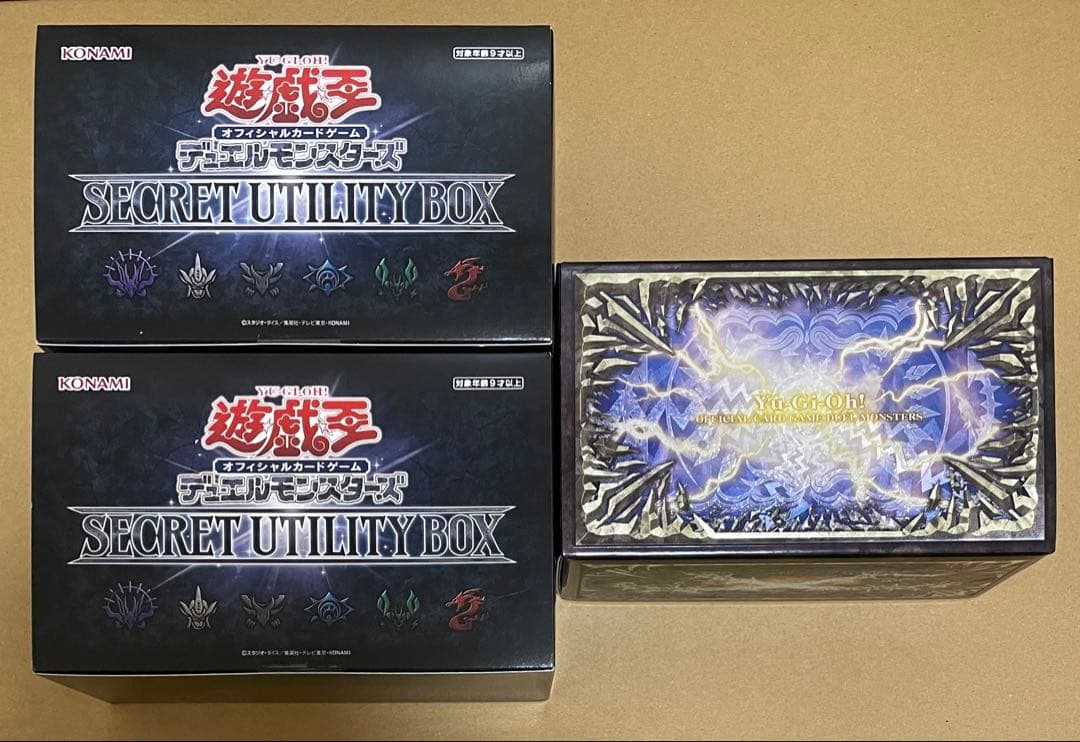 KONAMI
対象年齢9才以上
YU-GI-OH!
遊戯王
オフィシャルカードゲーム
デュエルモンスターズ
SECRET UTILITY BOX
©スタジオ・ダイス/集英社・テレビ東京・KONAMI
KONAMI
対象年齢9才以上
YU-GI-OH!
遊戯王
オフィシャルカードゲーム
デュエルモンスターズ
SECRET UTILITY BOX
©スタジオ・ダイス/集英社・テレビ東京・KONAMI
Yu-Gi-Oh!
OFFICIAL CARD GAME DUEL MONSTERS